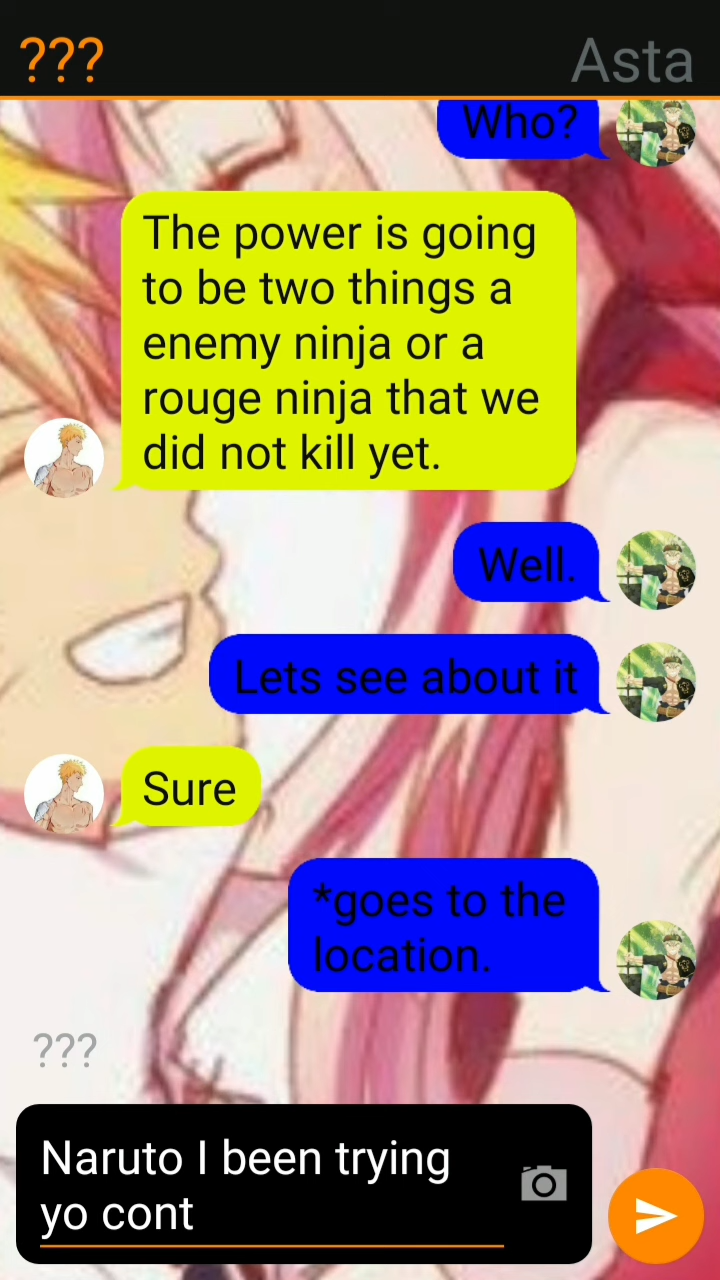 ??? Asta
Who?
The power is going
to be two things a
enemy ninja or a
rouge ninja that we
did not kill yet.
Well.
Lets see about it
Sure
*goes to the
location.
???
Naruto I been trying
yo cont